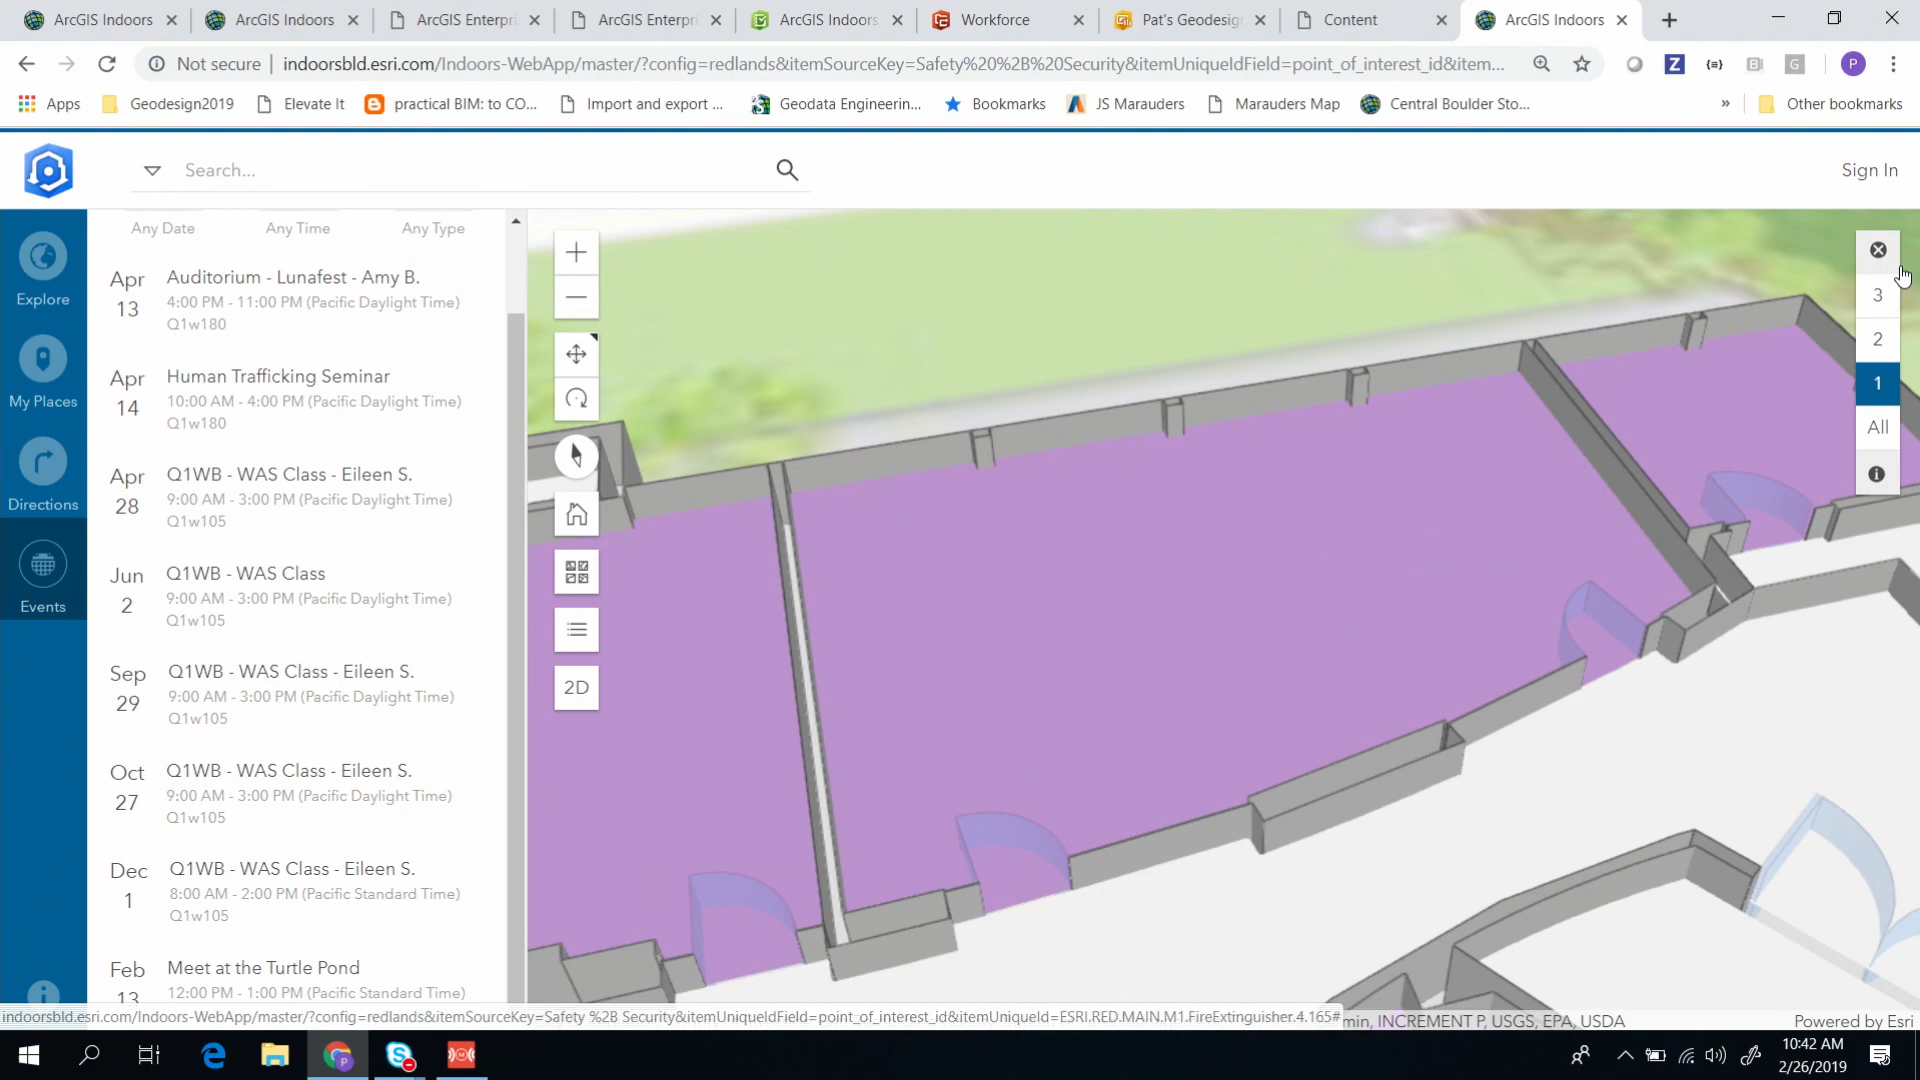 ArcGIS Indoors
ArcGIS Indoors
ArcGIS Enterpri
ArcGIS Enterpri
ArcGIS Indoors
Workforce
Pat's Geodesig
Content
ArcGIS Indoors
Not secure
indoorsbld.esri.com/Indoors-WebApp/master/?config=redlands&itemSourceKey=Safety%20%2B%20Security&itemUniqueIdField=point_of_interest_id&item...
Apps
Geodesign2019
Elevate It
practical BIM: to CO...
Import and export ...
Geodata Engineerin...
Bookmarks
JS Marauders
Marauders Map
Central Boulder Sto...
»
Other bookmarks
Search...
Sign In
Explore
My Places
Directions
Events
Any Date
Any Time
Any Type
Apr
13
Auditorium - Lunafest - Amy B.
4:00 PM - 11:00 PM (Pacific Daylight Time)
Q1w180
Apr
14
Human Trafficking Seminar
10:00 AM - 4:00 PM (Pacific Daylight Time)
Q1w180
Apr
28
Q1WB - WAS Class - Eileen S.
9:00 AM - 3:00 PM (Pacific Daylight Time)
Q1w105
Jun
2
Q1WB - WAS Class
9:00 AM - 3:00 PM (Pacific Daylight Time)
Q1w105
Sep
29
Q1WB - WAS Class - Eileen S.
9:00 AM - 3:00 PM (Pacific Daylight Time)
Q1w105
Oct
27
Q1WB - WAS Class - Eileen S.
9:00 AM - 3:00 PM (Pacific Daylight Time)
Q1w105
Dec
1
Q1WB - WAS Class - Eileen S.
8:00 AM - 2:00 PM (Pacific Standard Time)
Q1w105
Feb
13
Meet at the Turtle Pond
12:00 PM - 1:00 PM (Pacific Standard Time)
2D
3
2
1
All
indoorsbld.esri.com/Indoors-WebApp/master/?config=redlands&itemSourceKey=Safety %2B Security&itemUniqueIdField=point_of_interest_id&itemUniqueId=ESRI.RED.MAIN.M1.FireExtinguisher.4.165#
min, INCREMENT P, USGS, EPA, USDA
Powered by Esri
10:42 AM
2/26/2019